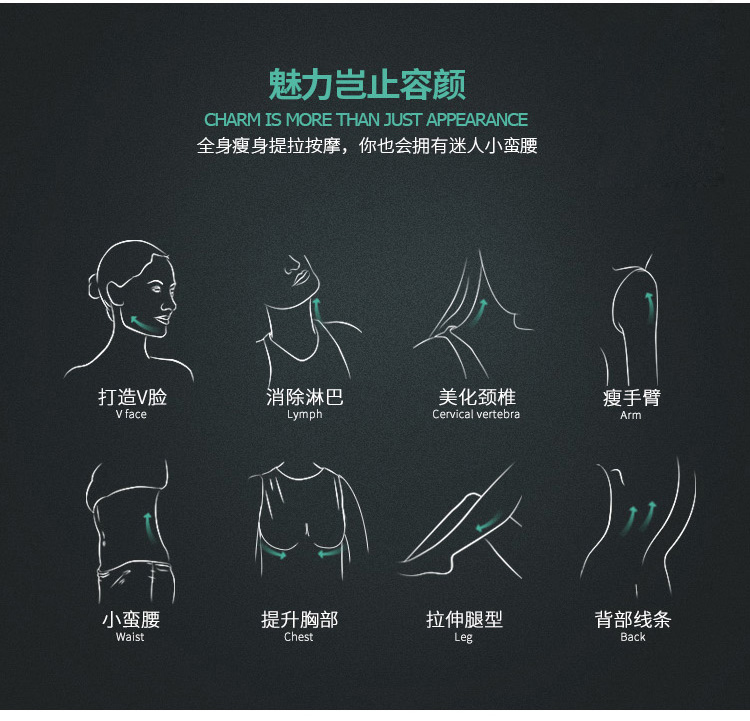 魅力岂止容颜
CHARM IS MORE THAN JUST APPEARANCE
全身瘦身提拉按摩，你也会拥有迷人小蛮腰
打造V脸
V face
消除淋巴
Lymph
美化颈椎
Cervical vertebra
瘦手臂
Arm
小蛮腰
Waist
提升胸部
Chest
拉伸腿型
Leg
背部线条
Back